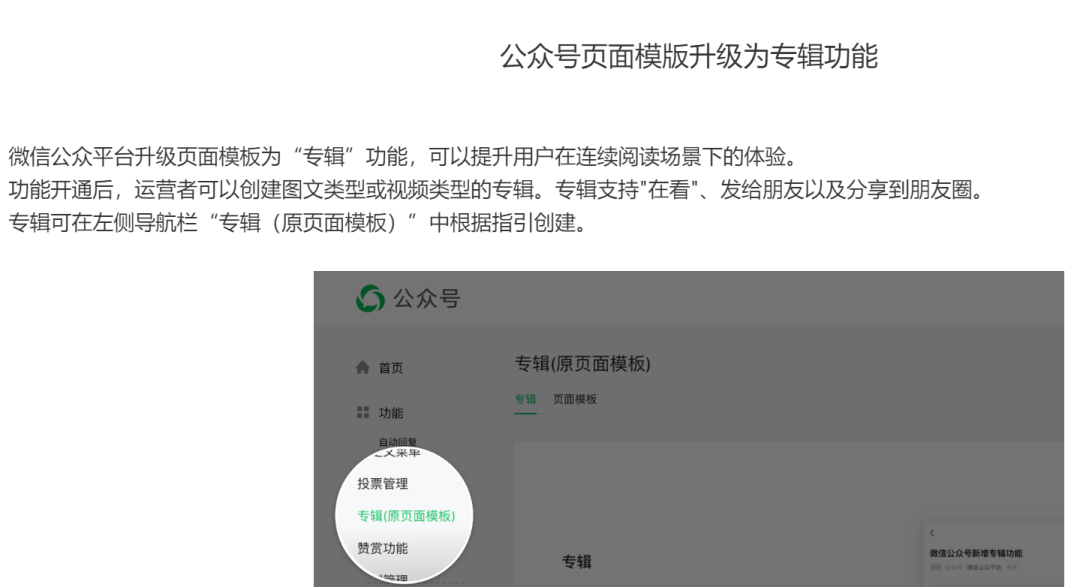 公众号页面模版升级为专辑功能
微信公众平台升级页面模板为“专辑”功能，可以提升用户在连续阅读场景下的体验。
功能开通后，运营者可以创建图文类型或视频类型的专辑。专辑支持"在看"、发给朋友以及分享到朋友圈。
专辑可在左侧导航栏“专辑（原页面模板）”中根据指引创建。
公众号
首页
专辑(原页面模板)
专辑 页面模板
功能
自动回复
义菜单
投票管理
专辑(原页面模板)
赞赏功能
管理
专辑
微信公众号新增专辑功能
公众号 微信公众平台 今天